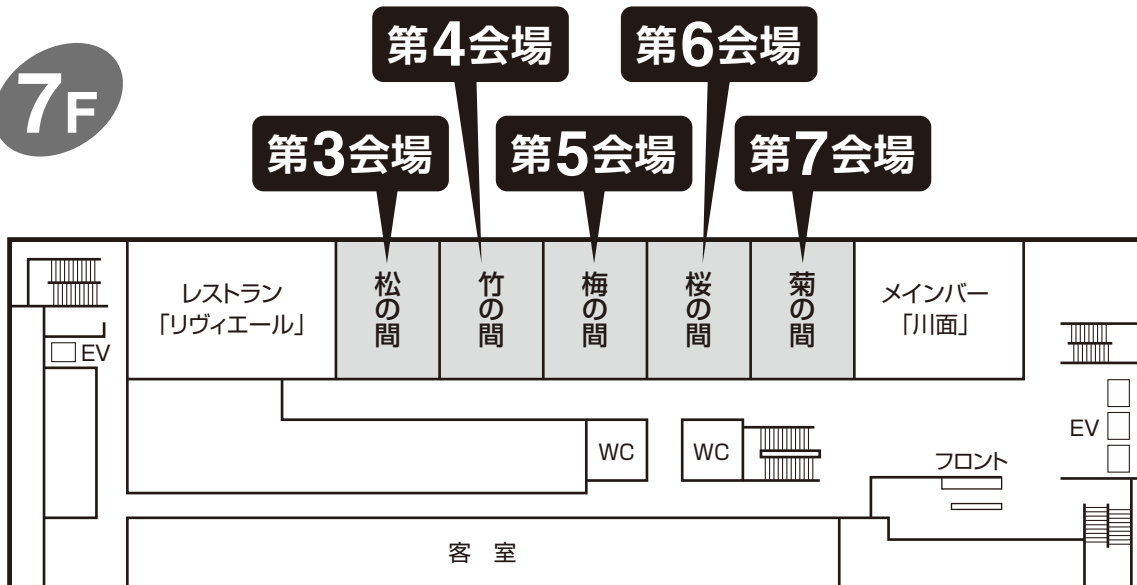 7F
第4会場
第6会場
第3会場
第5会場
第7会場
レストラン
「リヴィエール」
松の間
竹の間
梅の間
桜の間
菊の間
メインバー
「川面」
EV
EV
WC
WC
フロント
客 室